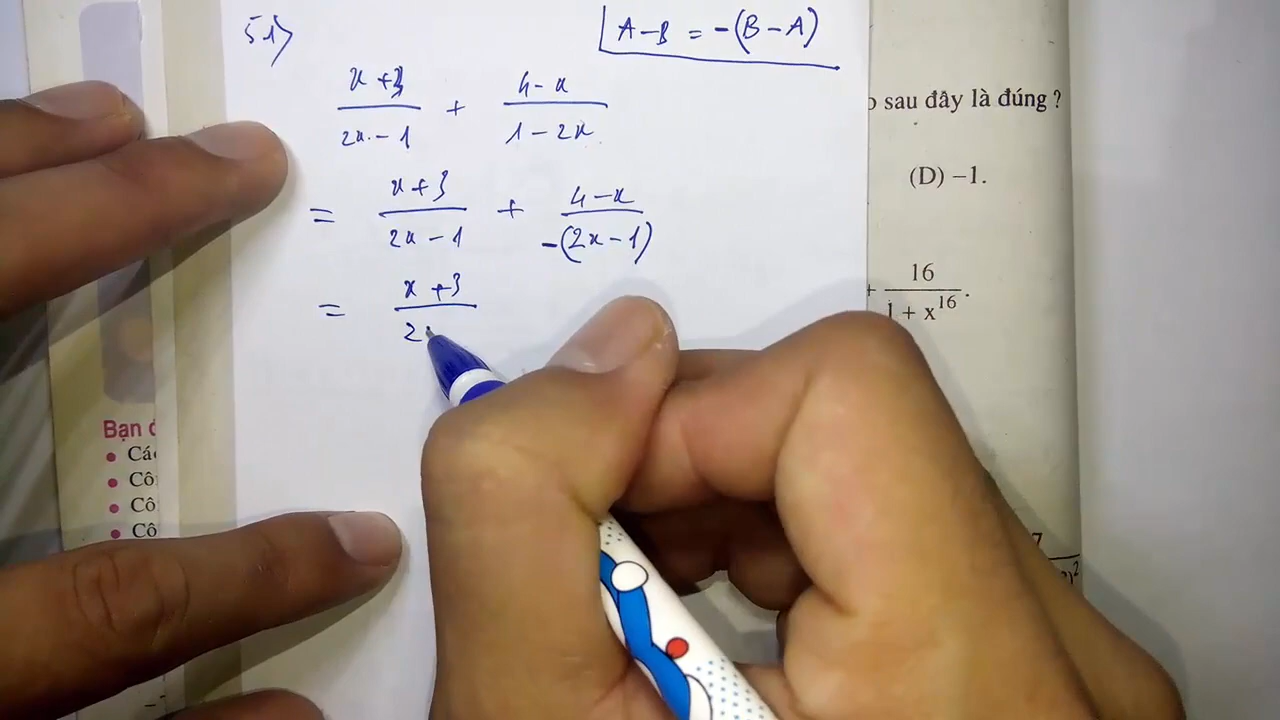 51)
A - B = -(B - A)
x + 3 / 2x - 1 + 4 - x / 1 - 2x
= x + 3 / 2x - 1 + 4 - x / -(2x - 1)
= x + 3 / 2
sau đây là đúng ?
(D) −1.
+ 16 / 1 + x^16 .
Bạn
• Cá
• Cô
• Cô
• Cô
7